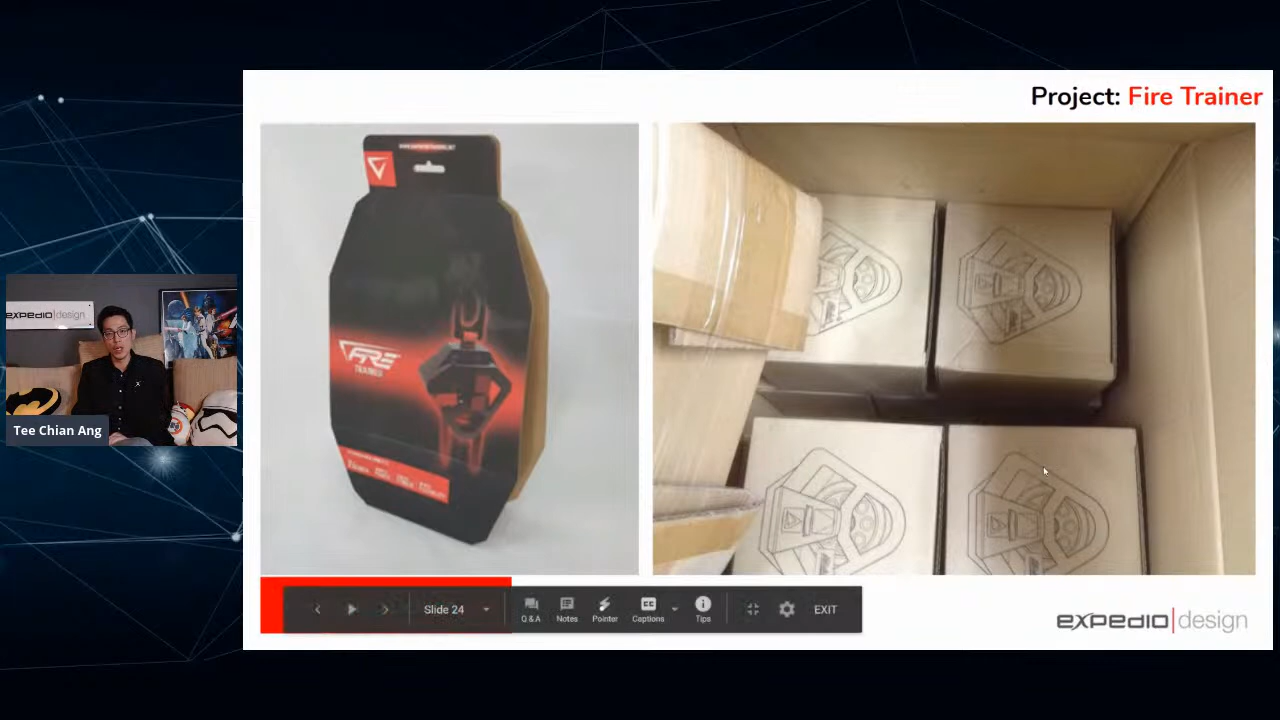 Project: Fire Trainer
FIRE
TRAINER
expedio|design
Tee Chian Ang
Slide 24
Q & A
Notes
Pointer
CC
Captions
Tips
EXIT
expedio|design